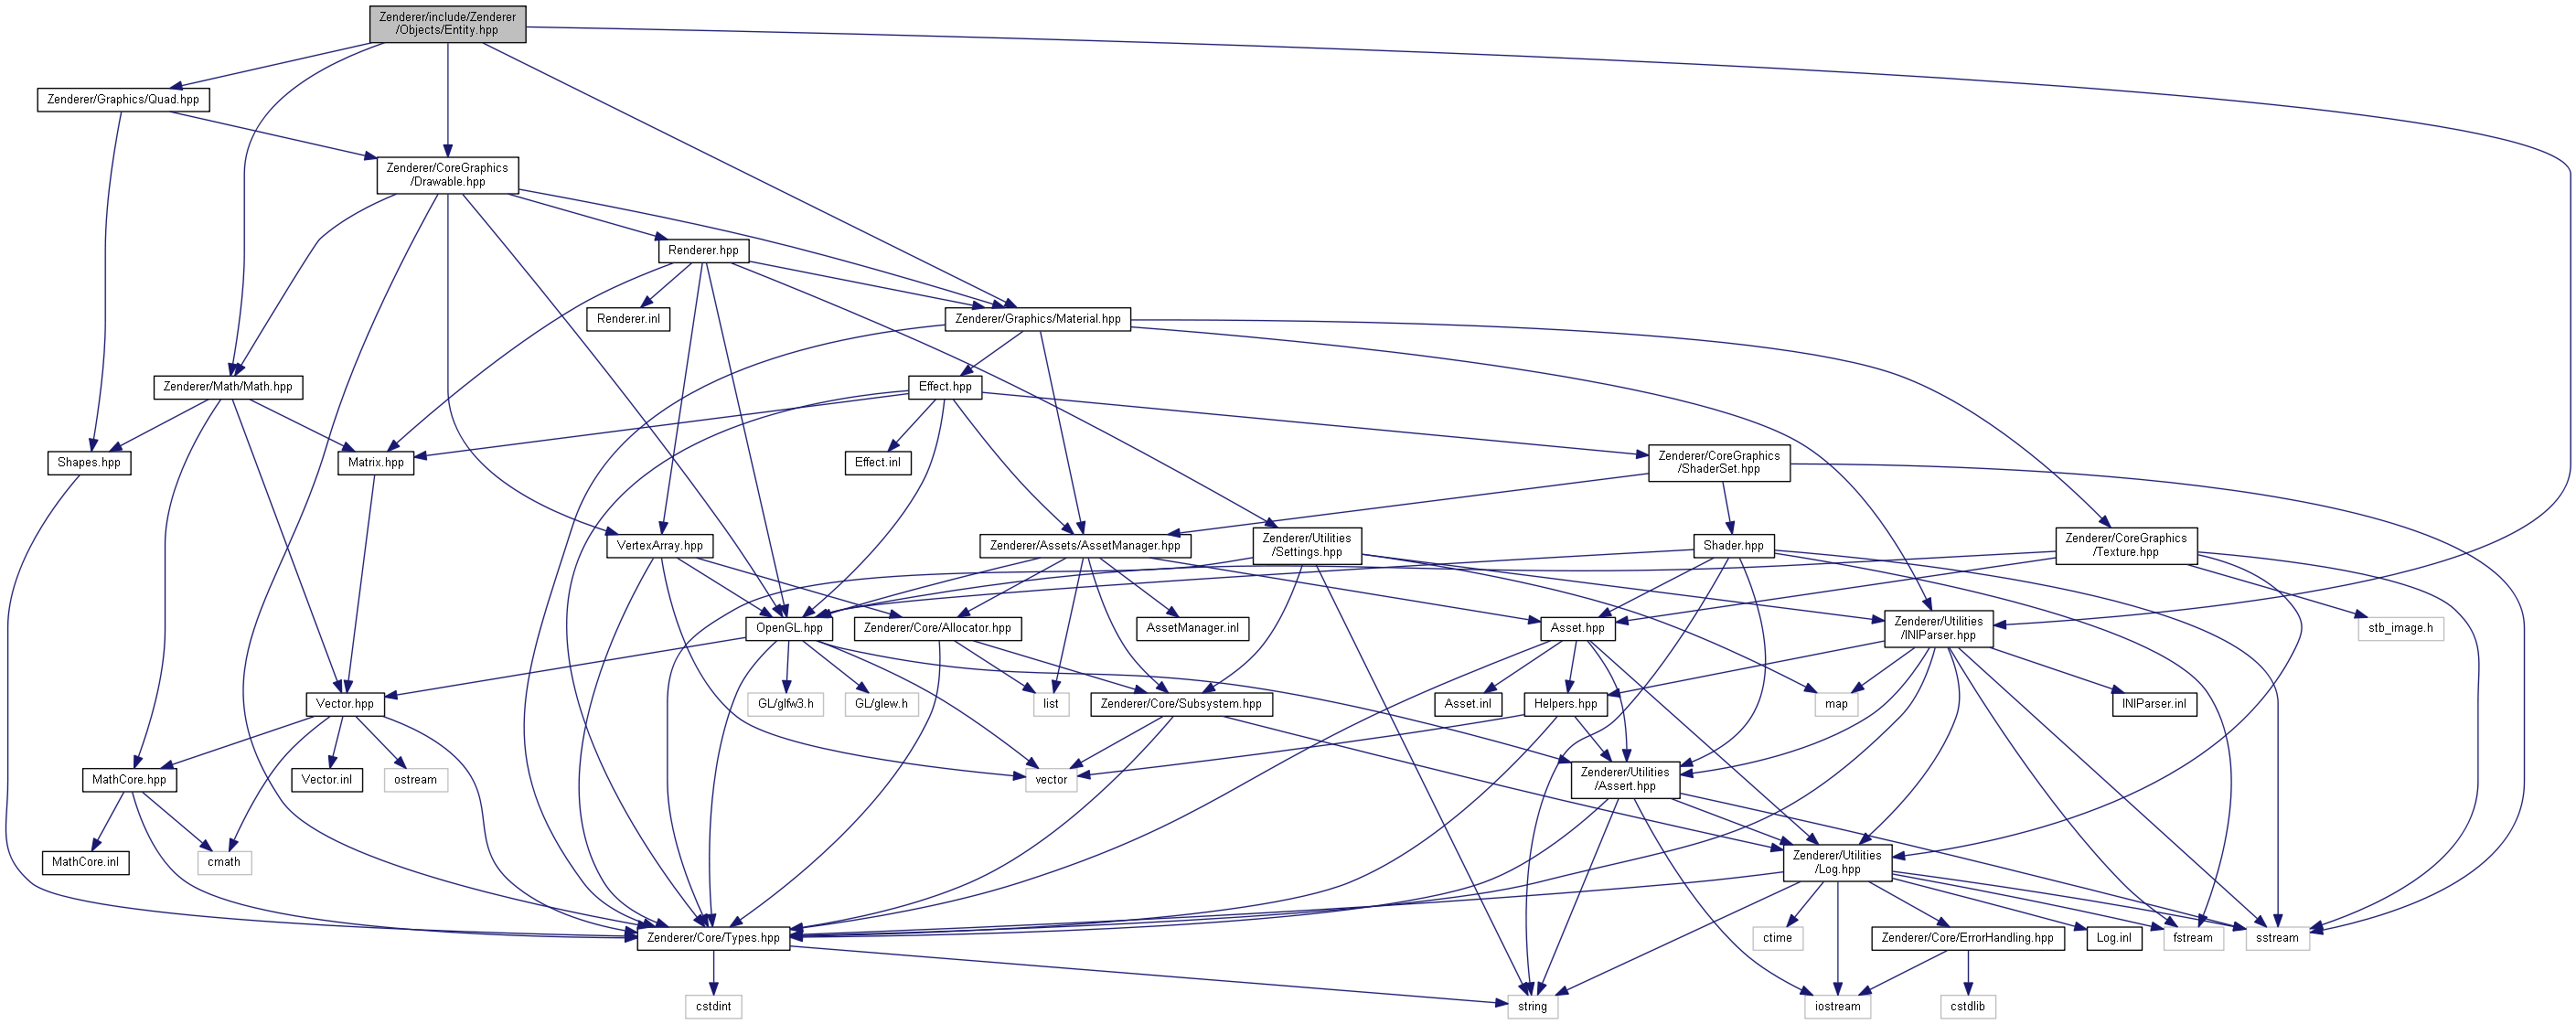 Zenderer/include/Zenderer
/Objects/Entity.hpp
Zenderer/Graphics/Quad.hpp
Zenderer/CoreGraphics
/Drawable.hpp
Renderer.hpp
Renderer.inl
Zenderer/Graphics/Material.hpp
Zenderer/Math/Math.hpp
Effect.hpp
Shapes.hpp
Matrix.hpp
Effect.inl
Zenderer/CoreGraphics
/ShaderSet.hpp
VertexArray.hpp
Zenderer/Assets/AssetManager.hpp
Zenderer/Utilities
/Settings.hpp
Shader.hpp
Zenderer/CoreGraphics
/Texture.hpp
OpenGL.hpp
Zenderer/Core/Allocator.hpp
AssetManager.inl
Asset.hpp
Zenderer/Utilities
/INIParser.hpp
stb_image.h
Vector.hpp
GL/glfw3.h
GL/glew.h
list
Zenderer/Core/Subsystem.hpp
Asset.inl
Helpers.hpp
map
INIParser.inl
MathCore.hpp
Vector.inl
ostream
vector
Zenderer/Utilities
/Assert.hpp
MathCore.inl
cmath
Zenderer/Utilities
/Log.hpp
Zenderer/Core/Types.hpp
ctime
Zenderer/Core/ErrorHandling.hpp
Log.inl
fstream
sstream
cstdint
string
iostream
cstdlib